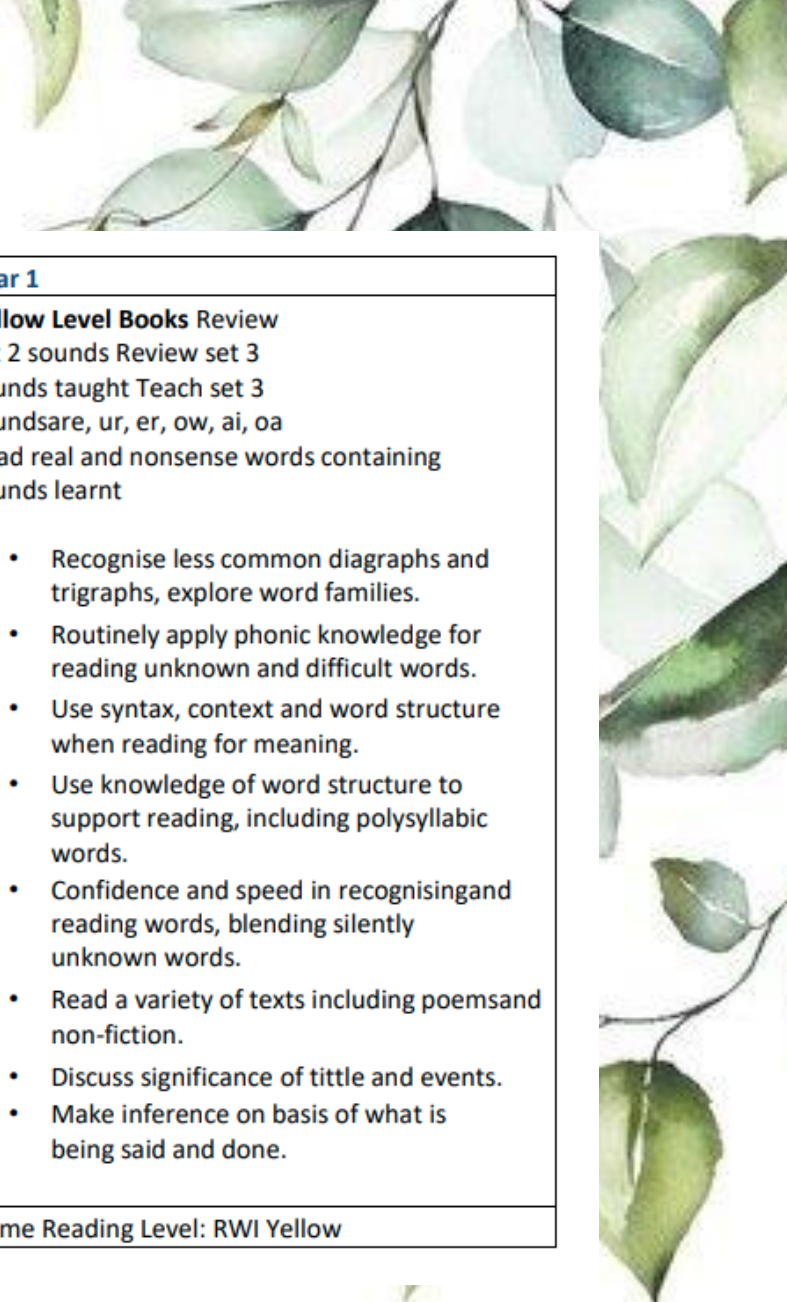 ar 1
llow Level Books Review
t 2 sounds Review set 3
unds taught Teach set 3
undsare, ur, er, ow, ai, oa
ad real and nonsense words containing
unds learnt
• Recognise less common diagraphs and
trigraphs, explore word families.
• Routinely apply phonic knowledge for
reading unknown and difficult words.
• Use syntax, context and word structure
when reading for meaning.
• Use knowledge of word structure to
support reading, including polysyllabic
words.
• Confidence and speed in recognisingand
reading words, blending silently
unknown words.
• Read a variety of texts including poemsand
non-fiction.
• Discuss significance of tittle and events.
• Make inference on basis of what is
being said and done.
me Reading Level: RWI Yellow